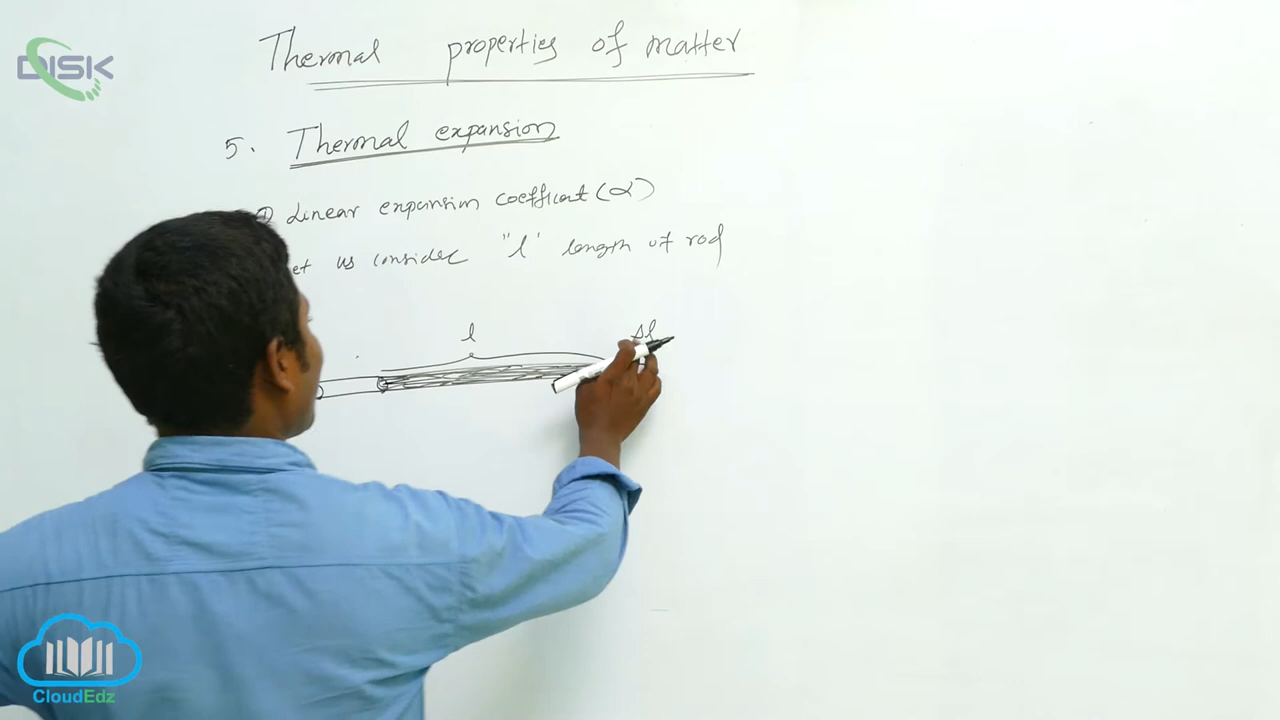 DISK
Thermal properties of matter
5. Thermal expansion
Linear expansion coefficient (α)
us consider "l" length of rod
l
Δl
CloudEdz